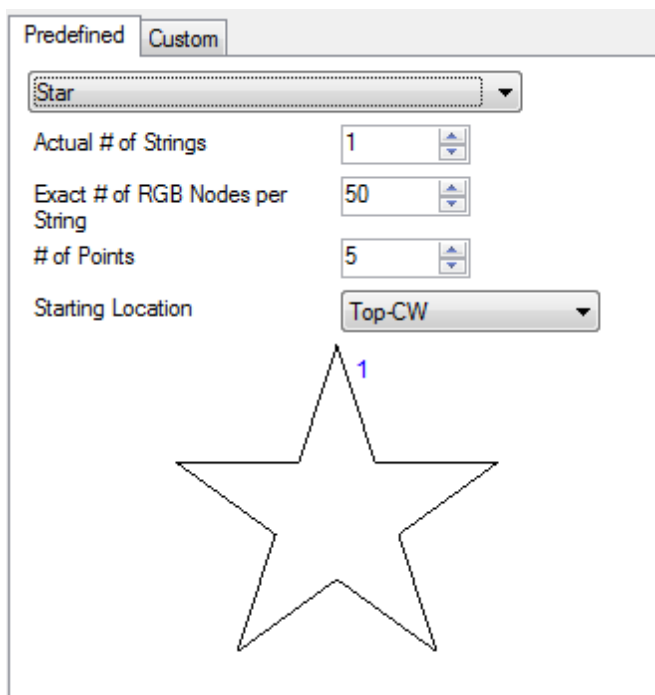 Predefined Custom
Star
Actual # of Strings 1
Exact # of RGB Nodes per 50
String
# of Points 5
Starting Location Top-CW
1